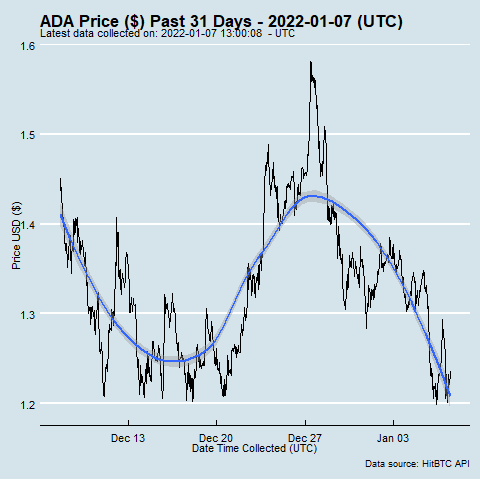 ADA Price ($) Past 31 Days - 2022-01-07 (UTC)
Latest data collected on: 2022-01-07 13:00:08 - UTC
1.6
1.5
1.4
1.3
1.2
Price USD ($)
Dec 13 Dec 20 Dec 27 Jan 03
Date Time Collected (UTC)
Data source: HitBTC API